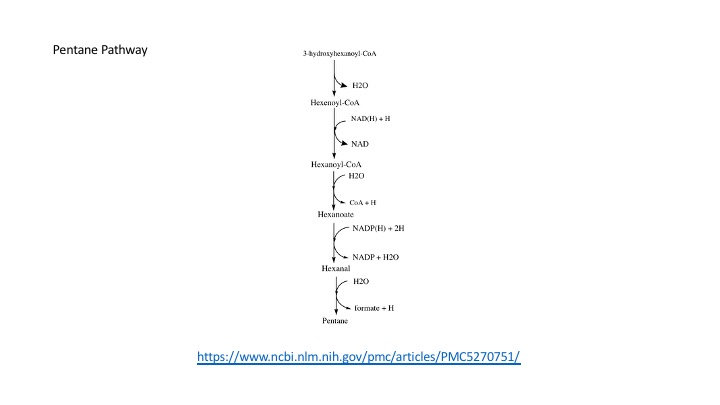 Pentane Pathway
3-hydroxyhexanoyl-CoA
H2O
Hexenoyl-CoA
NAD(H) + H
NAD
Hexanoyl-CoA
H2O
CoA + H
Hexanoate
NADP(H) + 2H
NADP + H2O
Hexanal
H2O
formate + H
Pentane
https://www.ncbi.nlm.nih.gov/pmc/articles/PMC5270751/